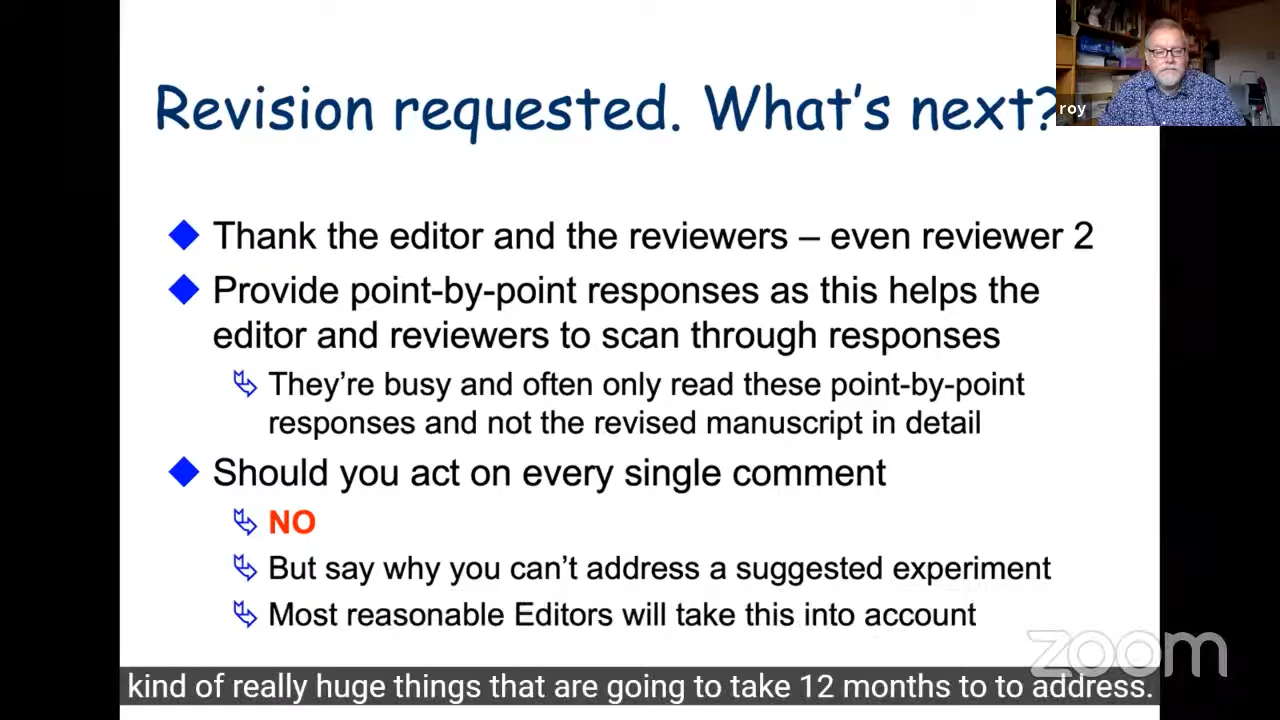 Revision requested. What's next?
roy
Thank the editor and the reviewers – even reviewer 2
Provide point-by-point responses as this helps the
editor and reviewers to scan through responses
They're busy and often only read these point-by-point
responses and not the revised manuscript in detail
Should you act on every single comment
NO
But say why you can't address a suggested experiment
Most reasonable Editors will take this into account
zoom
kind of really huge things that are going to take 12 months to to address.